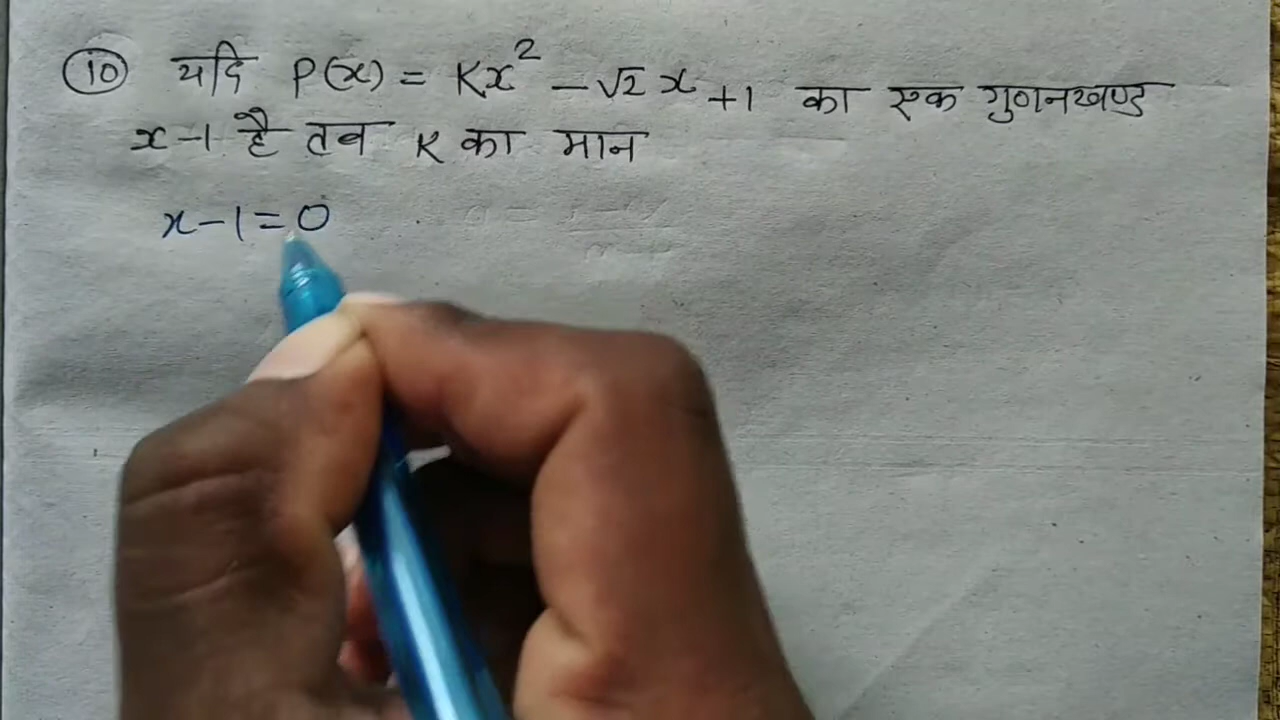 ⑩ यदि P(x) = Kx² - √2 x + 1 का एक गुणनखण्ड
x-1 है तब K का मान
x-1=0